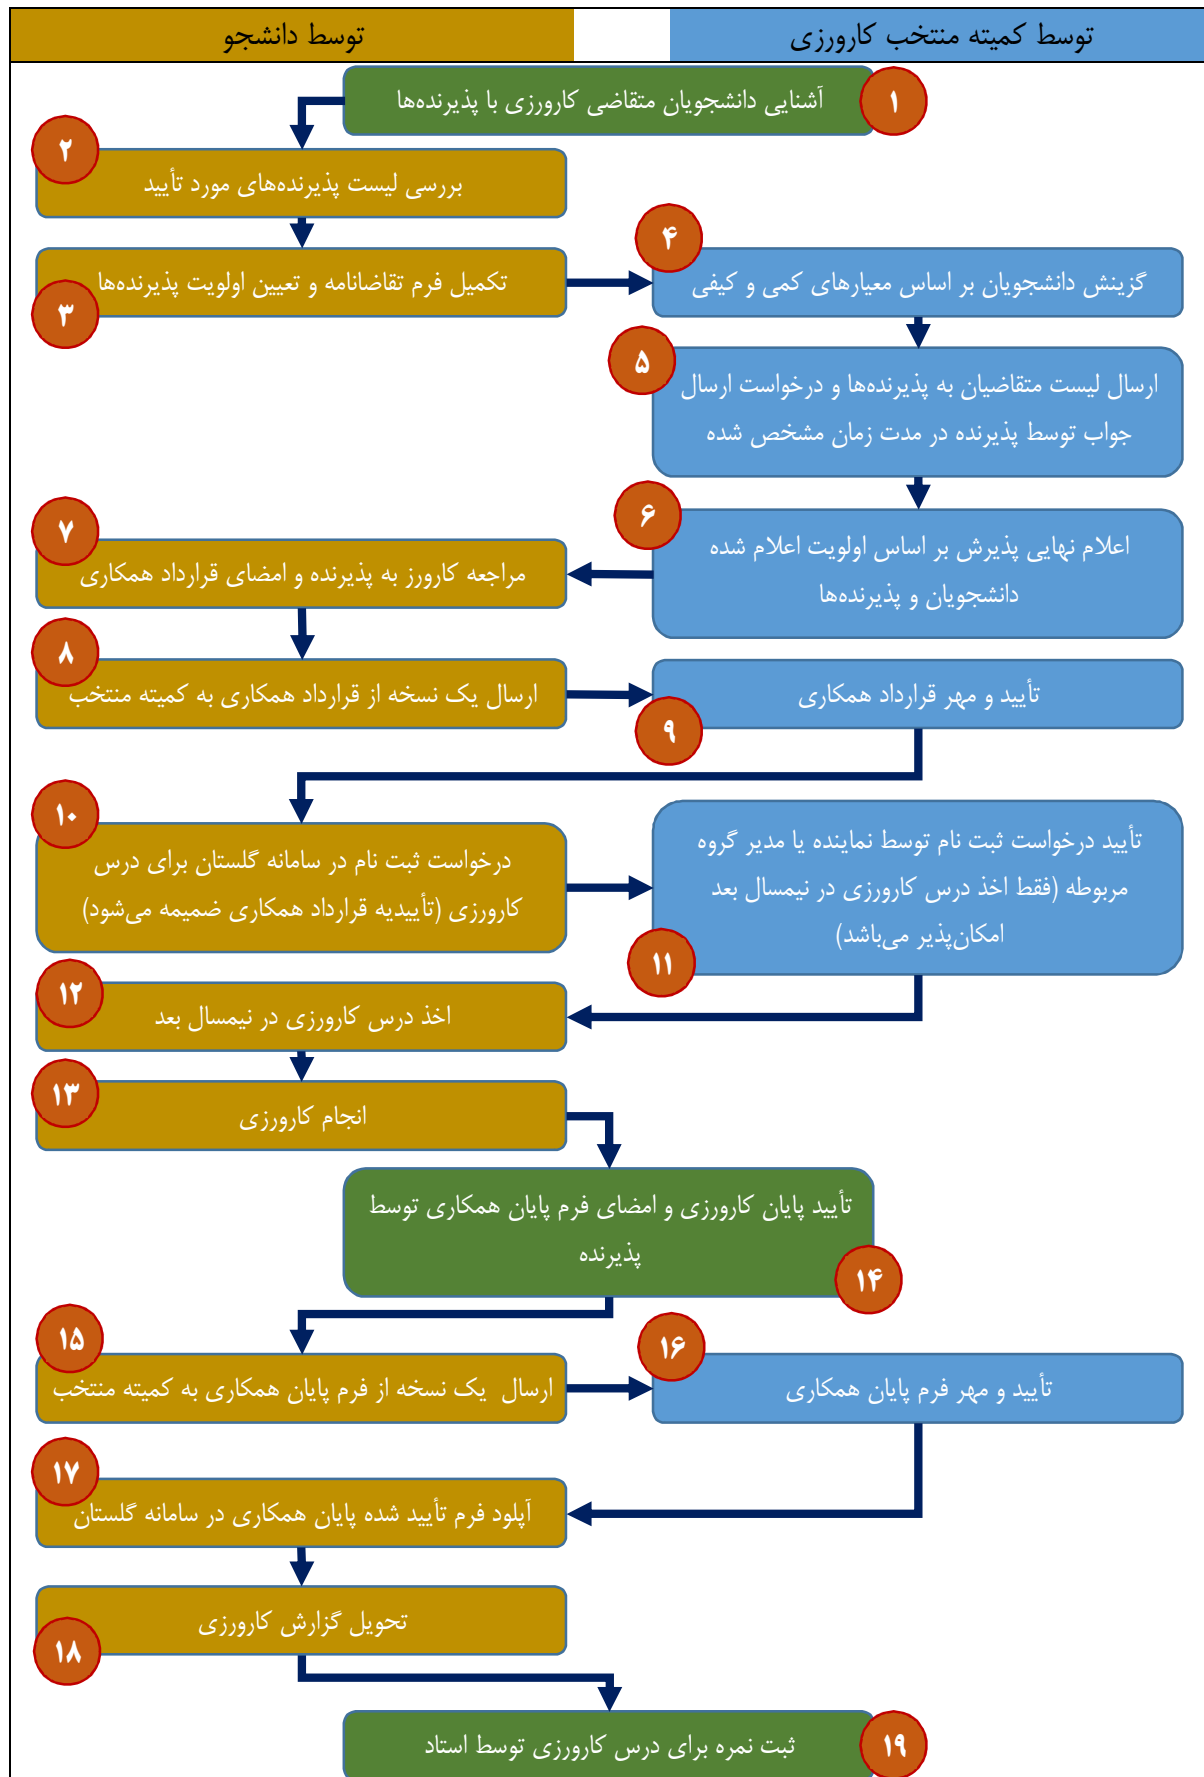 توسط کمیته منتخب کارورزی
توسط دانشجو
۱
آشنایی دانشجویان متقاضی کارورزی با پذیرنده‌ها
۲
بررسی لیست پذیرنده‌های مورد تأیید
۳
تکمیل فرم تقاضانامه و تعیین اولویت پذیرنده‌ها
۴
گزینش دانشجویان بر اساس معیارهای کمی و کیفی
۵
ارسال لیست متقاضیان به پذیرنده‌ها و درخواست ارسال
جواب توسط پذیرنده در مدت زمان مشخص شده
۶
اعلام نهایی پذیرش بر اساس اولویت اعلام شده
دانشجویان و پذیرنده‌ها
۷
مراجعه کارورز به پذیرنده و امضای قرارداد همکاری
۸
ارسال یک نسخه از قرارداد همکاری به کمیته منتخب
۹
تأیید و مهر قرارداد همکاری
۱۰
درخواست ثبت نام در سامانه گلستان برای درس
کارورزی (تأییدیه قرارداد همکاری ضمیمه می‌شود)
۱۱
تأیید درخواست ثبت نام توسط نماینده یا مدیر گروه
مربوطه (فقط اخذ درس کارورزی در نیمسال بعد
امکان‌پذیر می‌باشد)
۱۲
اخذ درس کارورزی در نیمسال بعد
۱۳
انجام کارورزی
۱۴
تأیید پایان کارورزی و امضای فرم پایان همکاری توسط
پذیرنده
۱۵
ارسال یک نسخه از فرم پایان همکاری به کمیته منتخب
۱۶
تأیید و مهر فرم پایان همکاری
۱۷
آپلود فرم تأیید شده پایان همکاری در سامانه گلستان
۱۸
تحویل گزارش کارورزی
۱۹
ثبت نمره برای درس کارورزی توسط استاد